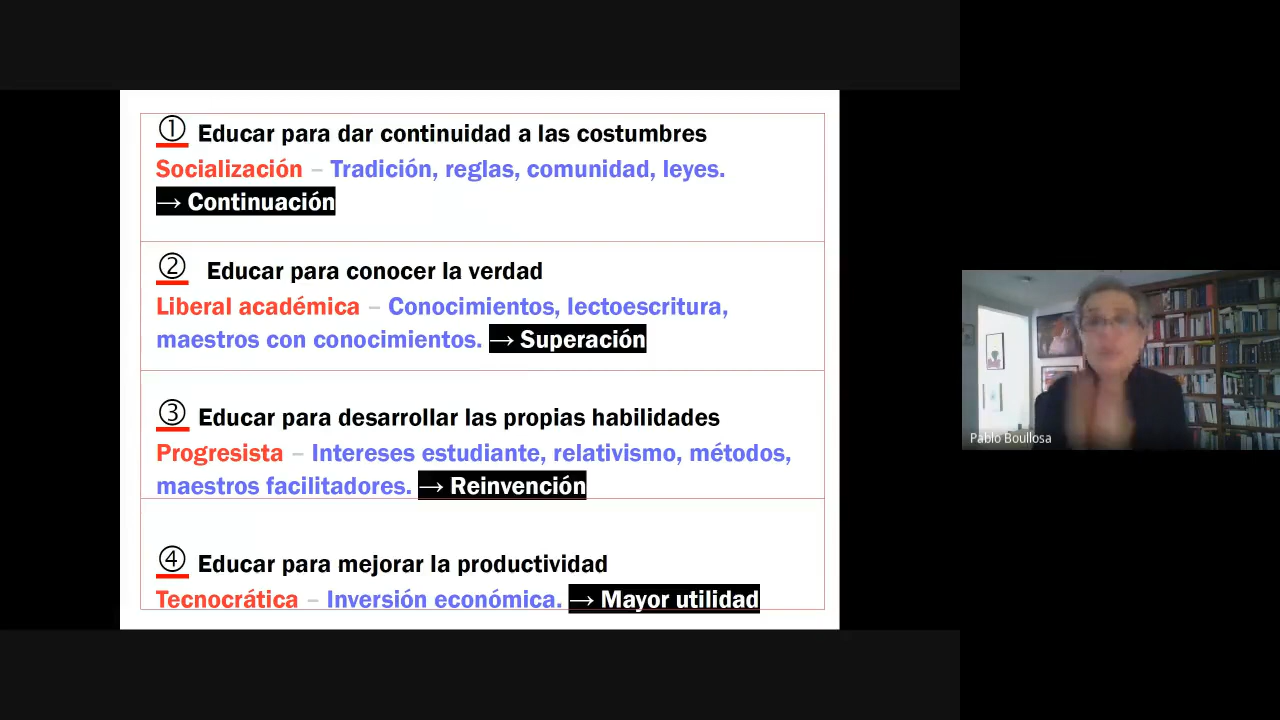 ① Educar para dar continuidad a las costumbres
Socialización – Tradición, reglas, comunidad, leyes.
→ Continuación
② Educar para conocer la verdad
Liberal académica – Conocimientos, lectoescritura,
maestros con conocimientos. → Superación
③ Educar para desarrollar las propias habilidades
Progresista – Intereses estudiante, relativismo, métodos,
maestros facilitadores. → Reinvención
④ Educar para mejorar la productividad
Tecnocrática – Inversión económica. → Mayor utilidad
Pablo Boullosa